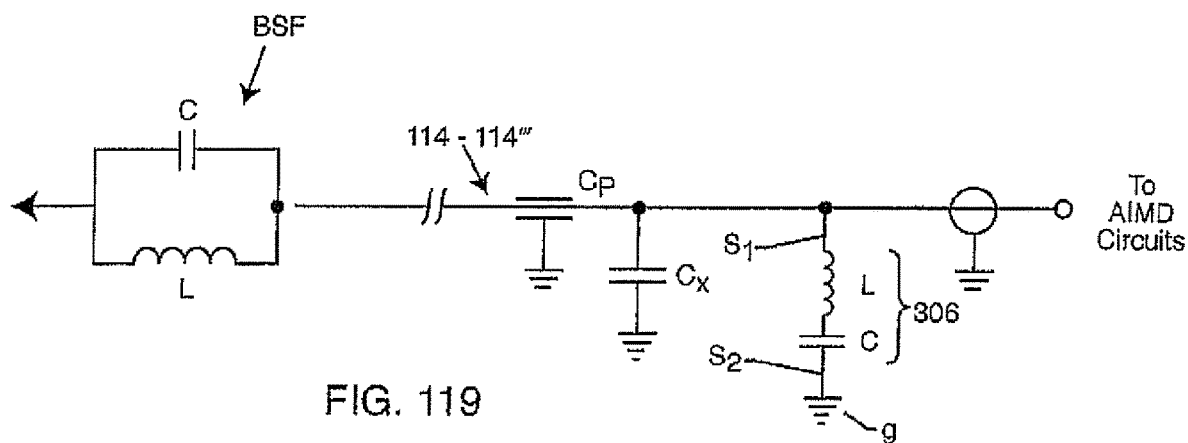 BSF
C
L
114 - 114‴
CP
CX
S1
L
C
306
S2
g
To
AIMD
Circuits
FIG. 119